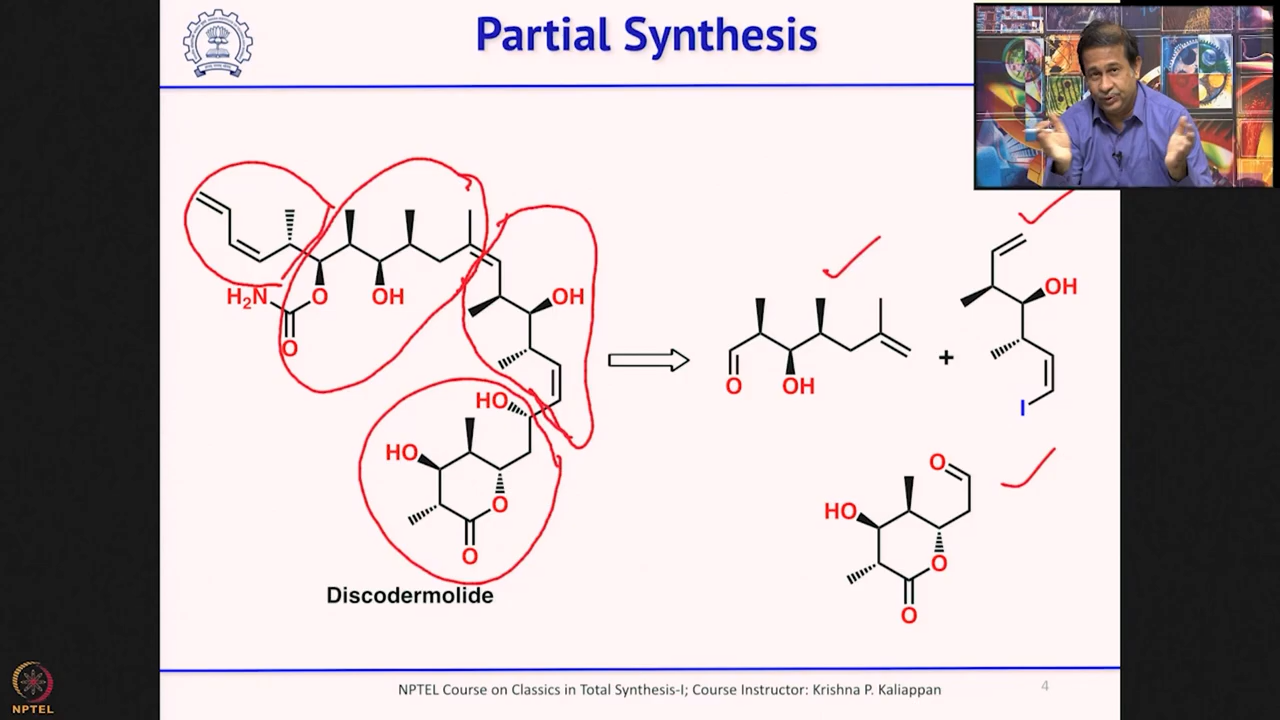 Partial Synthesis
H₂N
O
OH
O
OH
HO
HO
O
O
O
OH
+
OH
I
O
HO
O
O
Discodermolide
NPTEL Course on Classics in Total Synthesis-I; Course Instructor: Krishna P. Kaliappan
4
NPTEL